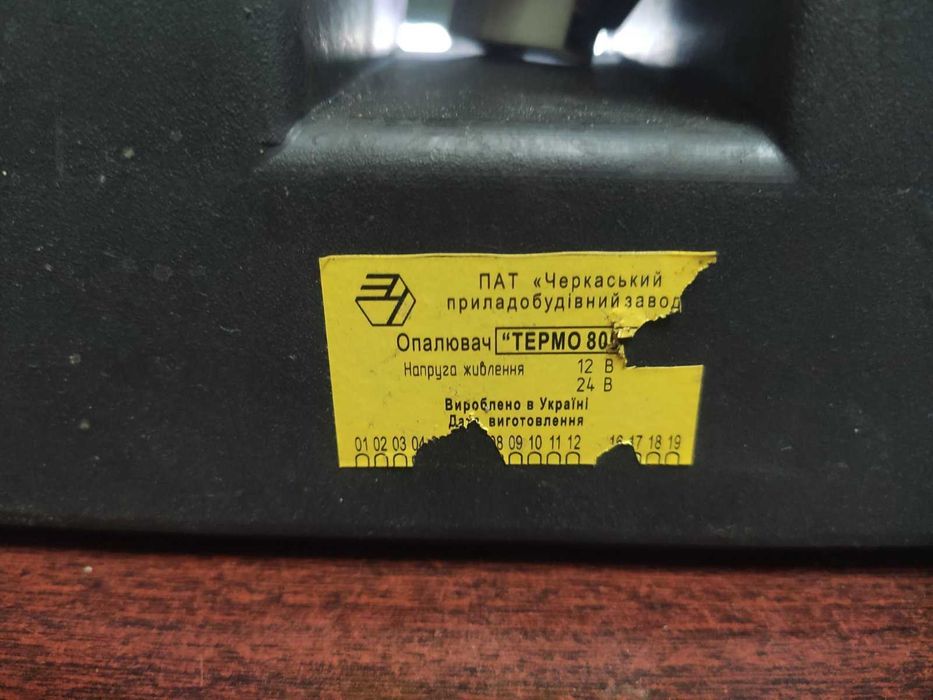 ПАТ «Черкаський
приладобудівний завод
Опалювач "ТЕРМО 80
Напруга живлення 12 В
24 В
Вироблено в Україні
виготовлення
01 02 03 04 08 09 10 11 12 16 17 18 19